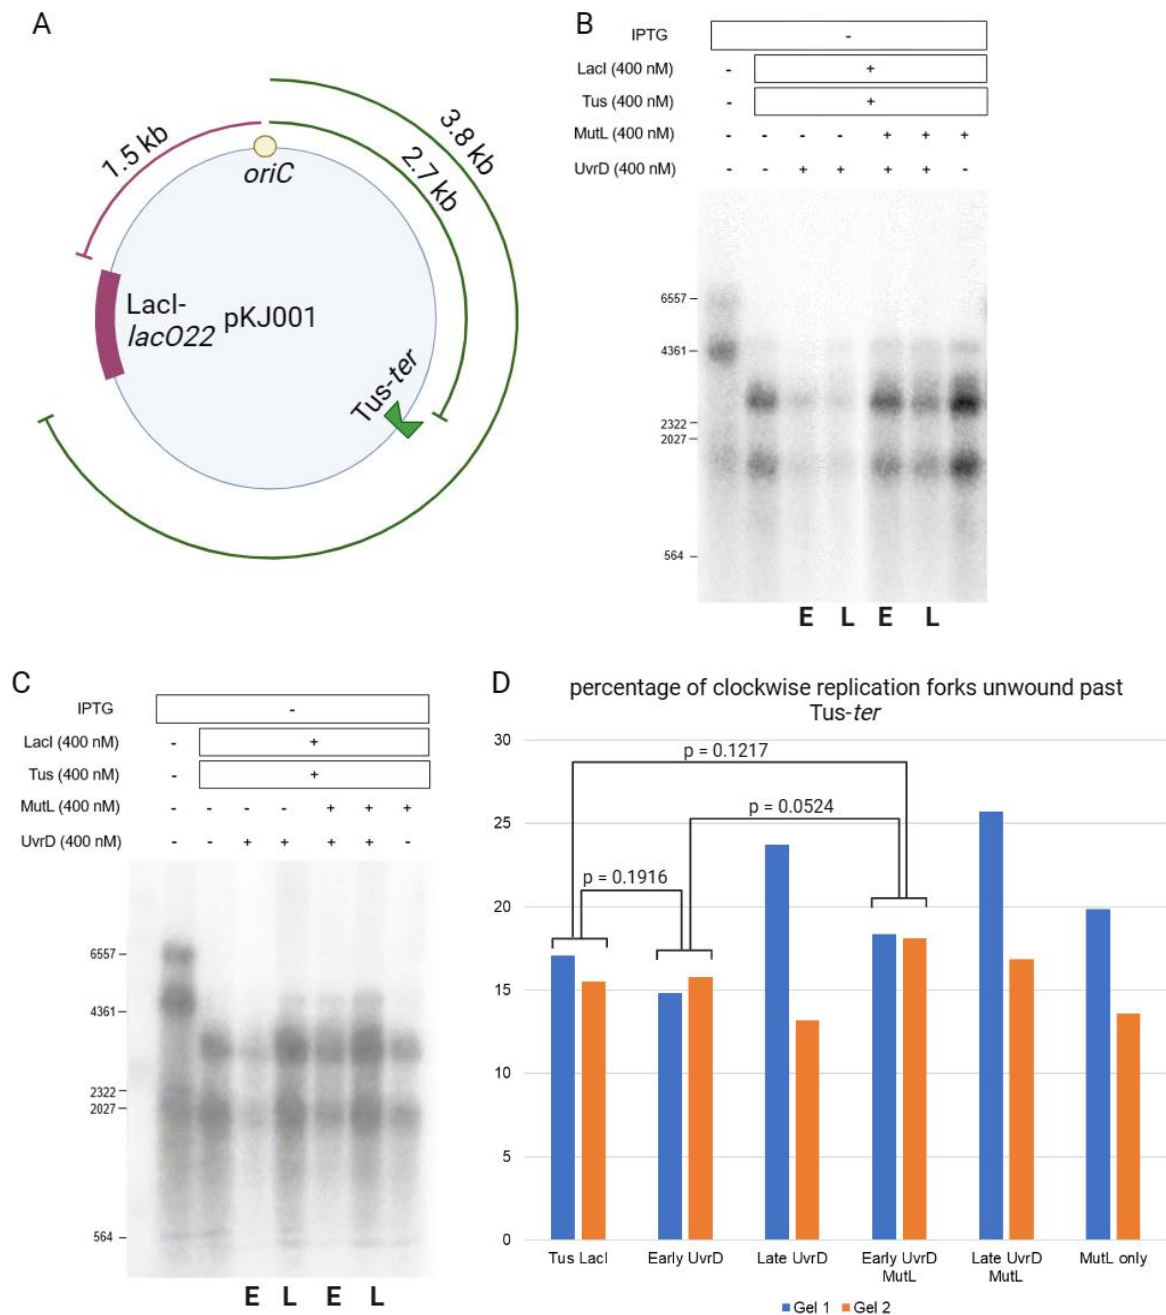 A
1.5 kb
oriC
2.7 kb
3.8 kb
LacI-
lacO22
pKJ001
Tus-ter
B
IPTG -
LacI (400 nM) - +
Tus (400 nM) - +
MutL (400 nM) - - - - + + +
UvrD (400 nM) - - + + + + -
6557
4361
2322
2027
564
E L E L
C
IPTG -
LacI (400 nM) - +
Tus (400 nM) - +
MutL (400 nM) - - - - + + +
UvrD (400 nM) - - + + + + -
6557
4361
2322
2027
564
E L E L
D
percentage of clockwise replication forks unwound past
Tus-ter
30
25
20
15
10
5
0
p = 0.1217
p = 0.0524
p = 0.1916
Tus LacI
Early UvrD
Late UvrD
Early UvrD
MutL
Late UvrD
MutL
MutL only
Gel 1 Gel 2